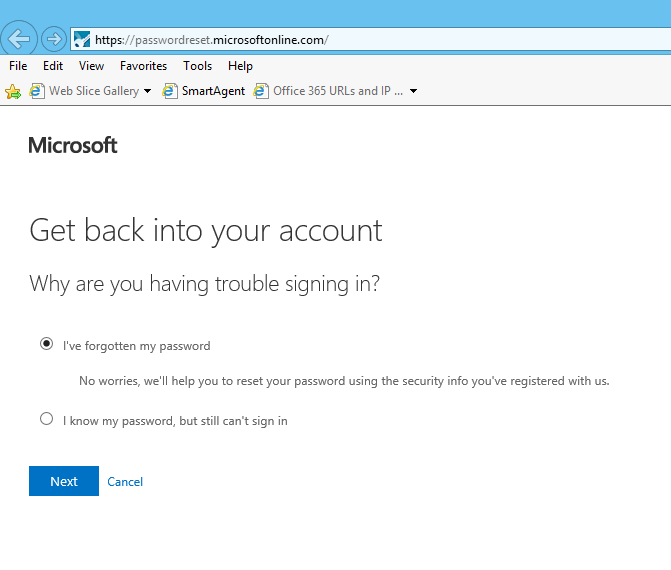 https://passwordreset.microsoftonline.com/
File Edit View Favorites Tools Help
Web Slice Gallery SmartAgent Office 365 URLs and IP ...
Microsoft
Get back into your account
Why are you having trouble signing in?
I've forgotten my password
No worries, we'll help you to reset your password using the security info you've registered with us.
I know my password, but still can't sign in
Next Cancel